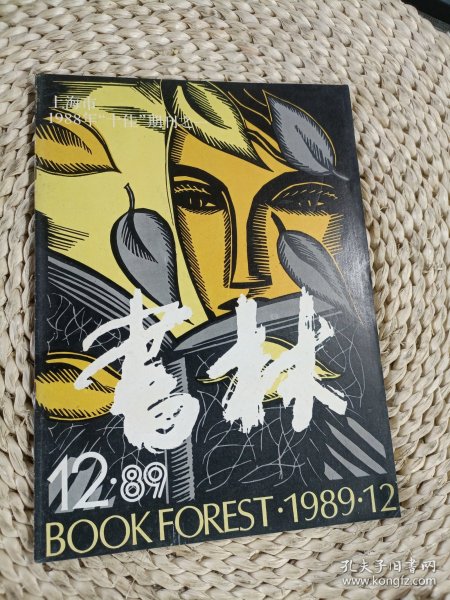 上海市
1988年“十佳”期刊之一
書林
12·89
BOOK FOREST·1989·12
孔夫子旧书网
www.kongfz.com